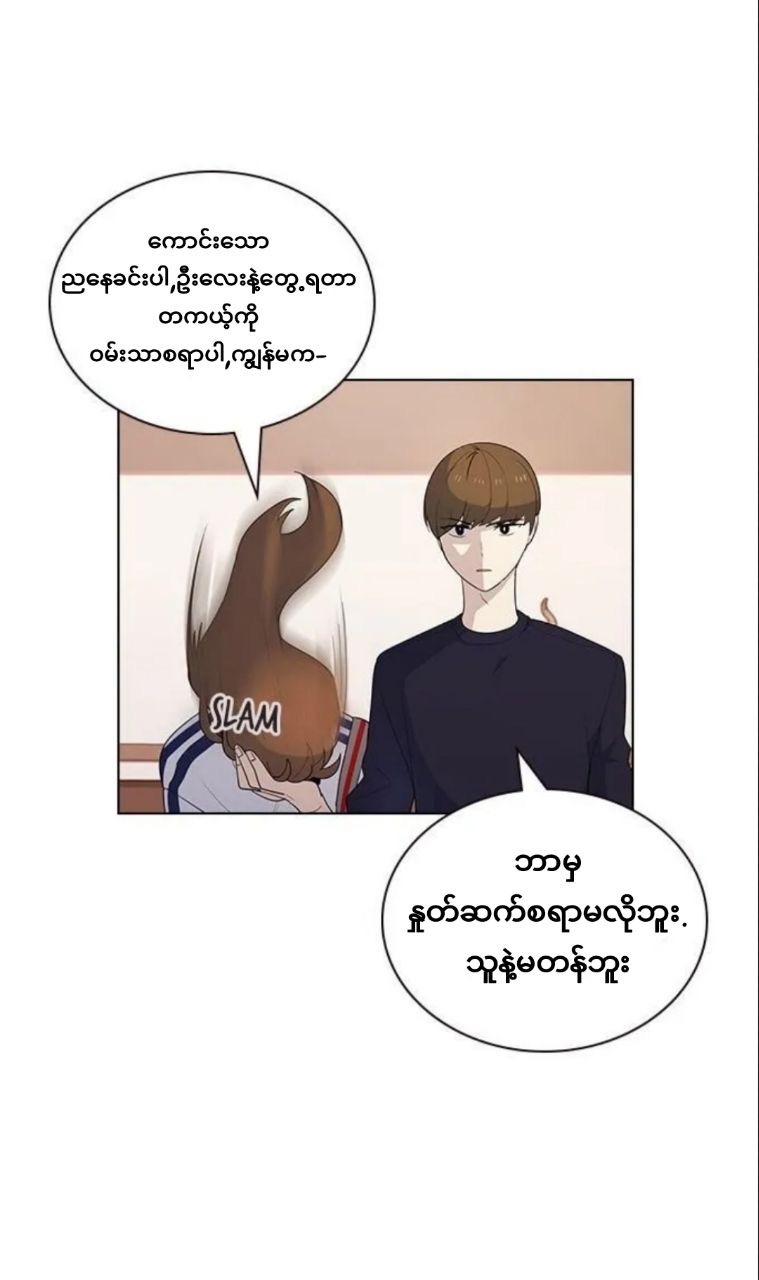 ကောင်းသော
ညနေခင်းပါ,ဦးလေးနဲ့တွေ့ရတာ
တကယ့်ကို
ဝမ်းသာစရာပါ,ကျွန်မက-
SLAM
ဘာမှ
နှုတ်ဆက်စရာမလိုဘူး.
သူနဲ့မတန်ဘူး